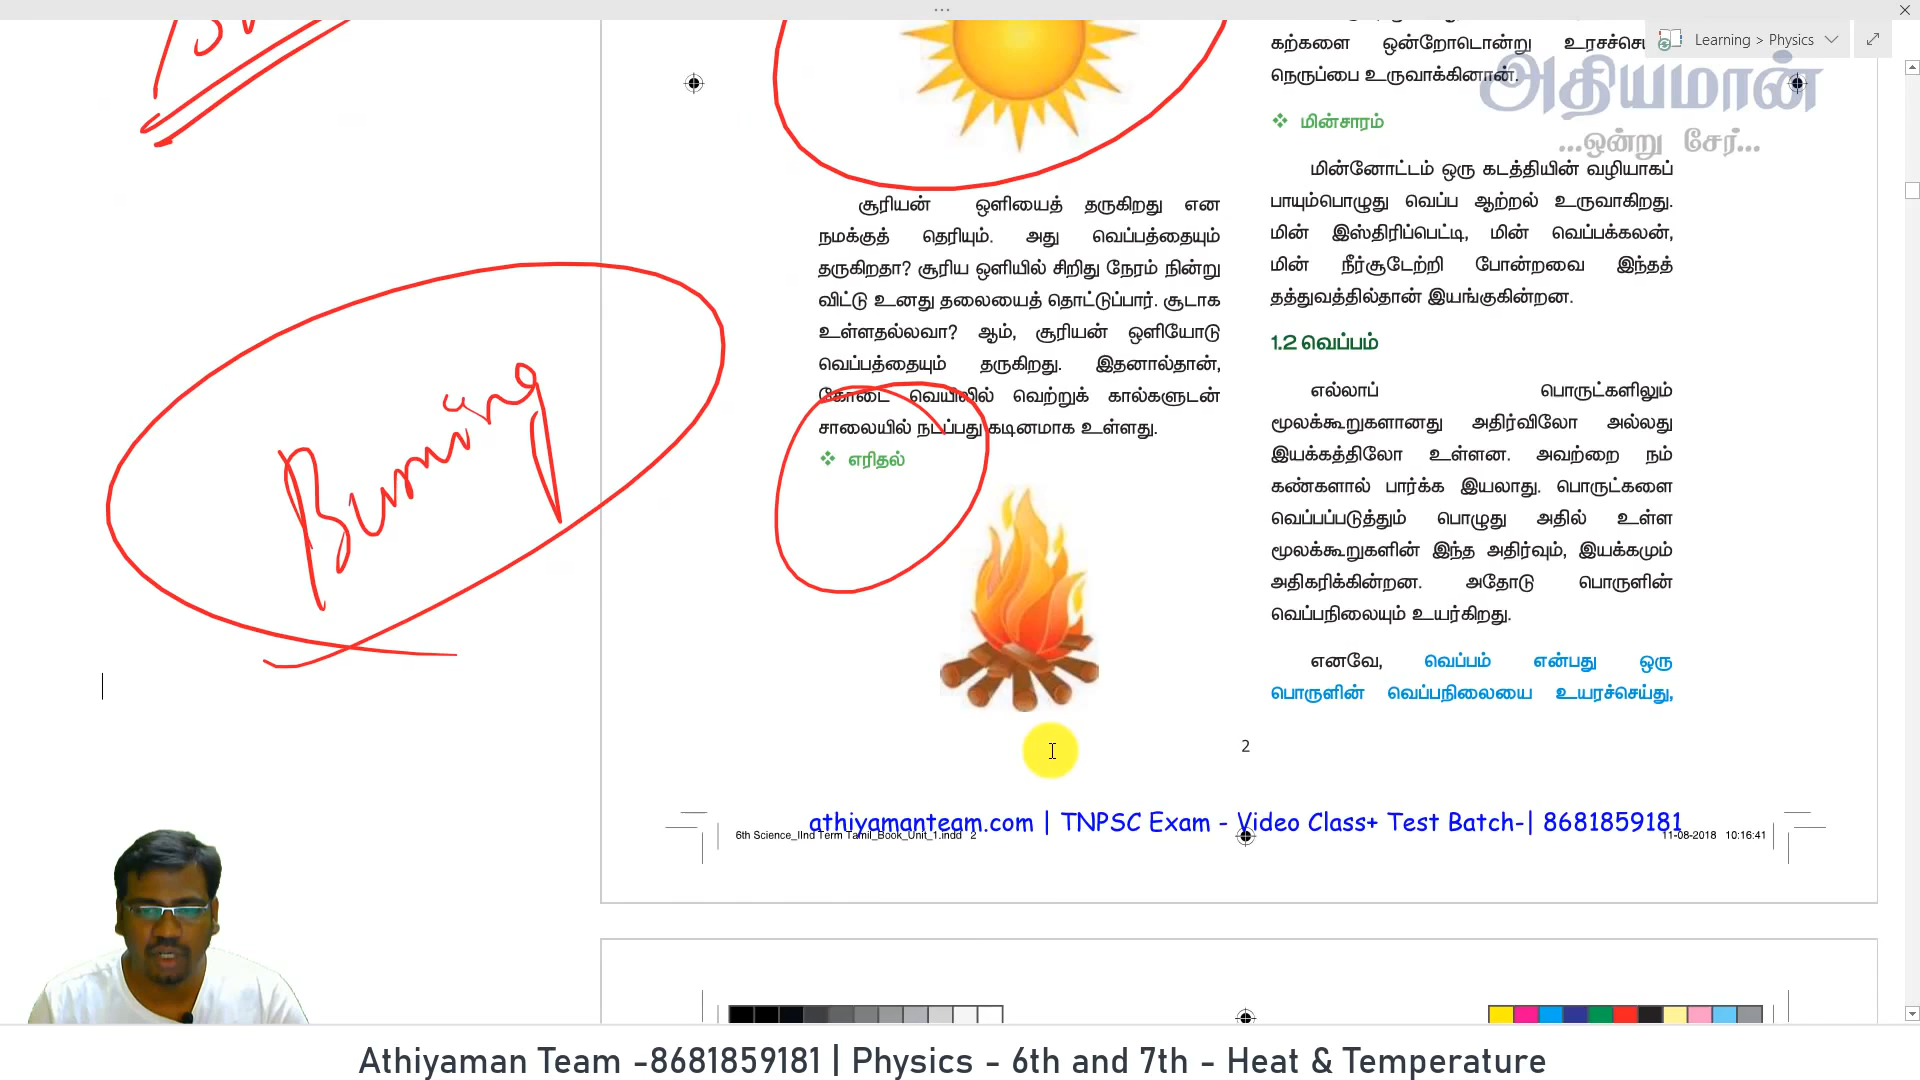 Learning > Physics
அதியமான்
...ஒன்று சேர்...
Burning
சூரியன் ஒளியைத் தருகிறது என
நமக்குத் தெரியும். அது வெப்பத்தையும்
தருகிறதா? சூரிய ஒளியில் சிறிது நேரம் நின்று
விட்டு உனது தலையைத் தொட்டுப்பார். சூடாக
உள்ளதல்லவா? ஆம், சூரியன் ஒளியோடு
வெப்பத்தையும் தருகிறது. இதனால்தான்,
கோடை வெயிலில் வெற்றுக் கால்களுடன்
சாலையில் நடப்பது கடினமாக உள்ளது.
❖ எரிதல்
கற்களை ஒன்றோடொன்று
நெருப்பை உருவாக்கினான்.
❖ மின்சாரம்
மின்னோட்டம் ஒரு கடத்தியின் வழியாகப்
பாயும்பொழுது வெப்ப ஆற்றல் உருவாகிறது.
மின் இஸ்திரிப்பெட்டி, மின் வெப்பக்கலன்,
மின் நீர்சூடேற்றி போன்றவை இந்தத்
தத்துவத்தில்தான் இயங்குகின்றன.
1.2 வெப்பம்
எல்லாப் பொருட்களிலும்
மூலக்கூறுகளானது அதிர்விலோ அல்லது
இயக்கத்திலோ உள்ளன. அவற்றை நம்
கண்களால் பார்க்க இயலாது. பொருட்களை
வெப்பப்படுத்தும் பொழுது அதில் உள்ள
மூலக்கூறுகளின் இந்த அதிர்வும், இயக்கமும்
அதிகரிக்கின்றன. அதோடு பொருளின்
வெப்பநிலையும் உயர்கிறது.
எனவே, வெப்பம் என்பது ஒரு
பொருளின் வெப்பநிலையை உயரச்செய்து,
2
athiyamanteam.com | TNPSC Exam - Video Class+ Test Batch-| 8681859181
6th Science_IInd Term Tamil_Book_Unit_1.indd 2
11-08-2018 10:16:41
Athiyaman Team -8681859181 | Physics - 6th and 7th - Heat & Temperature